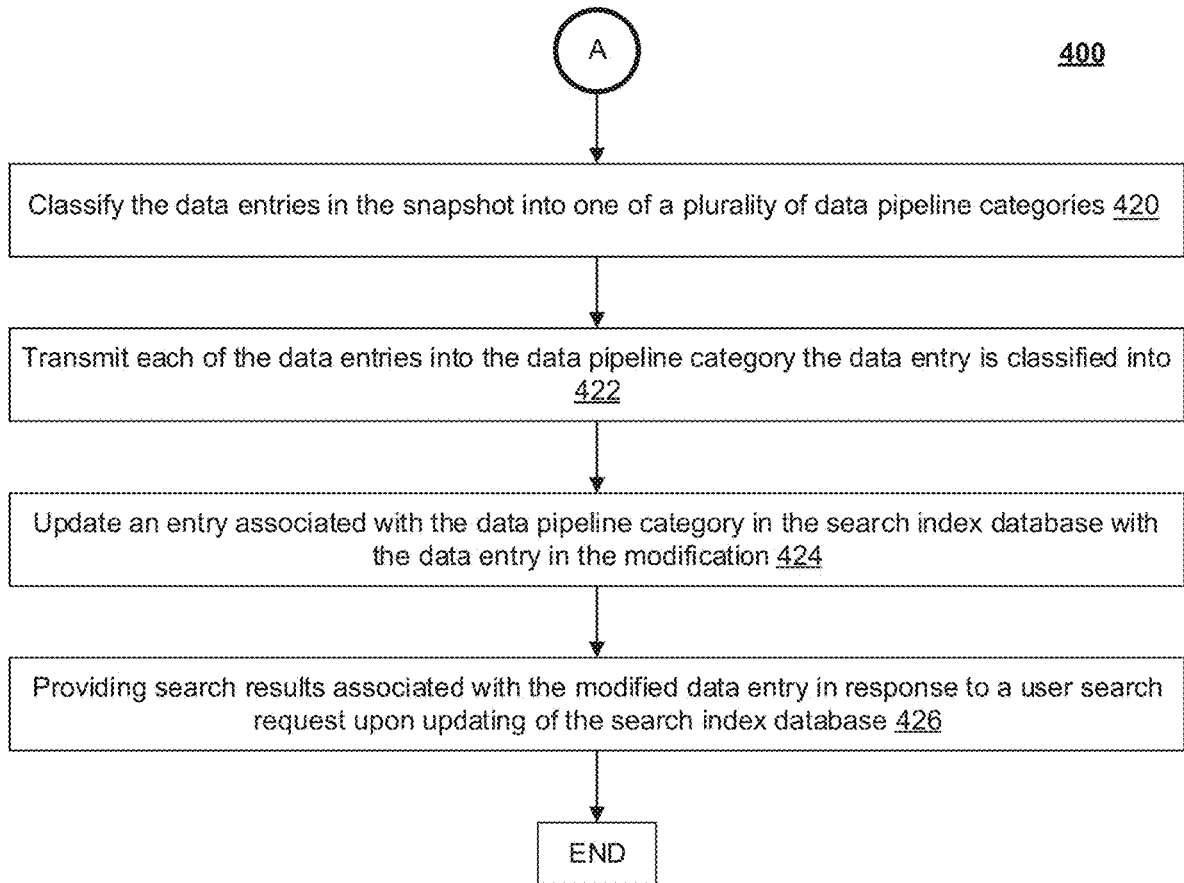 A
400
Classify the data entries in the snapshot into one of a plurality of data pipeline categories 420
Transmit each of the data entries into the data pipeline category the data entry is classified into
422
Update an entry associated with the data pipeline category in the search index database with
the data entry in the modification 424
Providing search results associated with the modified data entry in response to a user search
request upon updating of the search index database 426
END